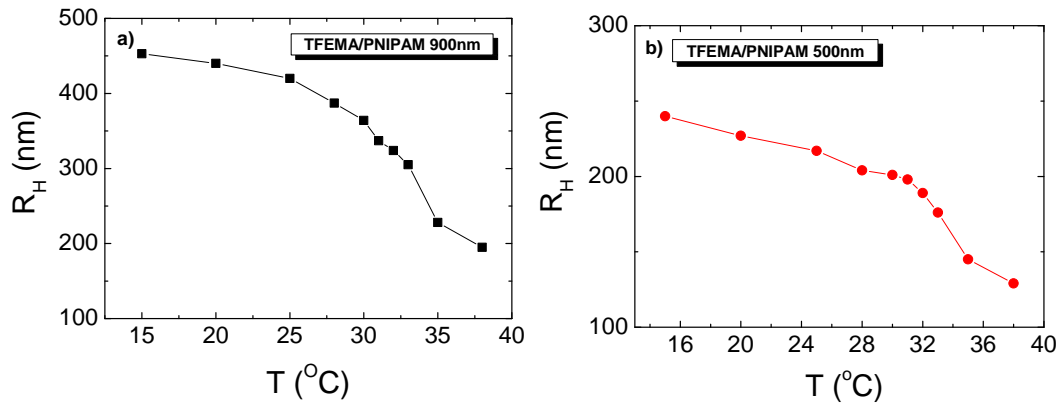 a)
TFEMA/PNIPAM 900nm
500
400
300
200
100
R_H (nm)
15 20 25 30 35 40
T (°C)
b)
TFEMA/PNIPAM 500nm
300
200
100
R_H (nm)
16 20 24 28 32 36 40
T (°C)